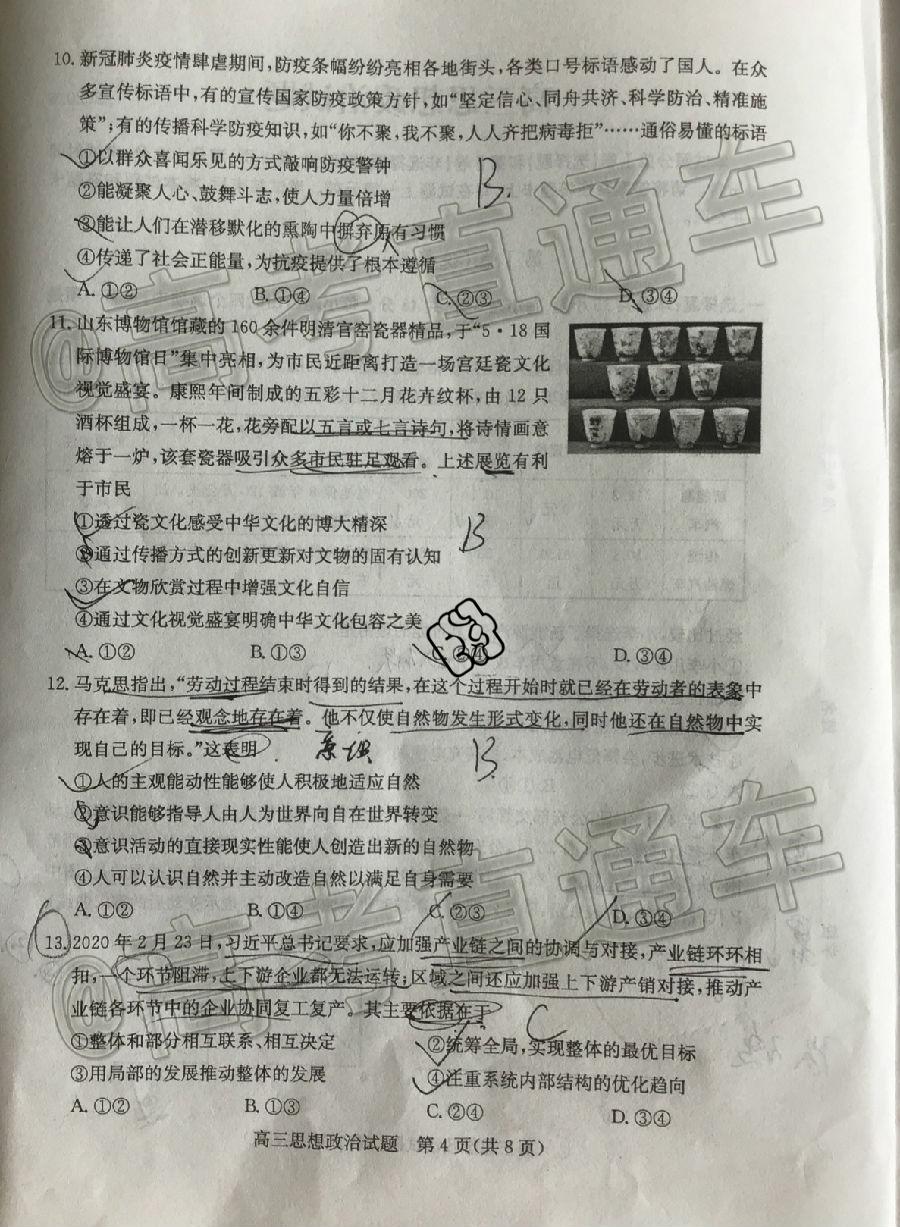 10. 新冠肺炎疫情肆虐期间,防疫条幅纷纷亮相各地街头,各类口号标语感动了国人。在众
多宣传标语中,有的宣传国家防疫政策方针,如“坚定信心、同舟共济、科学防治、精准施
策”;有的传播科学防疫知识,如“你不聚,我不聚,人人齐把病毒拒”……通俗易懂的标语
①以群众喜闻乐见的方式敲响防疫警钟
B.
②能凝聚人心、鼓舞斗志,使人力量倍增
③能让人们在潜移默化的熏陶中摒弃原有习惯
④传递了社会正能量,为抗疫提供了根本遵循
A. ①② B. ①④ C. ②③ D. ③④
11. 山东博物馆馆藏的 160 余件明清官窑瓷器精品,于“5·18 国
际博物馆日”集中亮相,为市民近距离打造一场宫廷瓷文化
视觉盛宴。康熙年间制成的五彩十二月花卉纹杯,由 12 只
酒杯组成,一杯一花,花旁配以五言或七言诗句,将诗情画意
熔于一炉,该套瓷器吸引众多市民驻足观看。上述展览有利
于市民
①透过瓷文化感受中华文化的博大精深
B
②通过传播方式的创新更新对文物的固有认知
③在文物欣赏过程中增强文化自信
④通过文化视觉盛宴明确中华文化包容之美
A. ①② B. ①③ C. ②④ D. ③④
12. 马克思指出,“劳动过程结束时得到的结果,在这个过程开始时就已经在劳动者的表象中
存在着,即已经观念地存在着。他不仅使自然物发生形式变化,同时他还在自然物中实
现自己的目标。”这表明
B.
①人的主观能动性能够使人积极地适应自然
②意识能够指导人由人为世界向自在世界转变
③意识活动的直接现实性能使人创造出新的自然物
④人可以认识自然并主动改造自然以满足自身需要
A. ①② B. ①④ C. ②③ D. ③④
13. 2020 年 2 月 23 日,习近平总书记要求,应加强产业链之间的协调与对接,产业链环环相
扣,一个环节阻滞,上下游企业都无法运转;区域之间还应加强上下游产销对接,推动产
业链各环节中的企业协同复工复产。其主要依据在于
C
①整体和部分相互联系、相互决定 ②统筹全局,实现整体的最优目标
③用局部的发展推动整体的发展 ④注重系统内部结构的优化趋向
A. ①② B. ①③ C. ②④ D. ③④
高三思想政治试题 第 4 页(共 8 页)
@高考直通车
@高考直通车